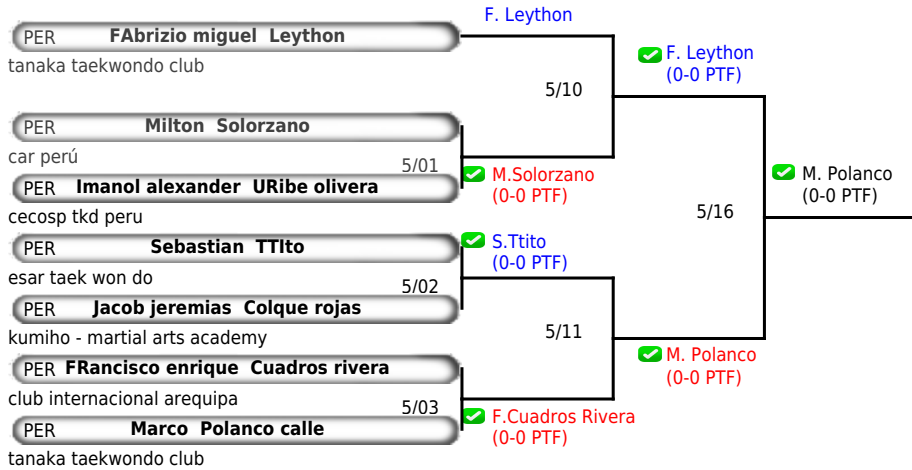 F. Leython
PER FAbrizio miguel Leython
tanaka taekwondo club
F. Leython
(0-0 PTF)
5/10
PER Milton Solorzano
car perú
5/01
M.Solorzano
(0-0 PTF)
PER Imanol alexander URibe olivera
cecosp tkd peru
M. Polanco
(0-0 PTF)
5/16
PER Sebastian TTIto
esar taek won do
S.Ttito
(0-0 PTF)
5/02
PER Jacob jeremias Colque rojas
kumiho - martial arts academy
5/11
M. Polanco
(0-0 PTF)
PER FRancisco enrique Cuadros rivera
club internacional arequipa
5/03
F.Cuadros Rivera
(0-0 PTF)
PER Marco Polanco calle
tanaka taekwondo club